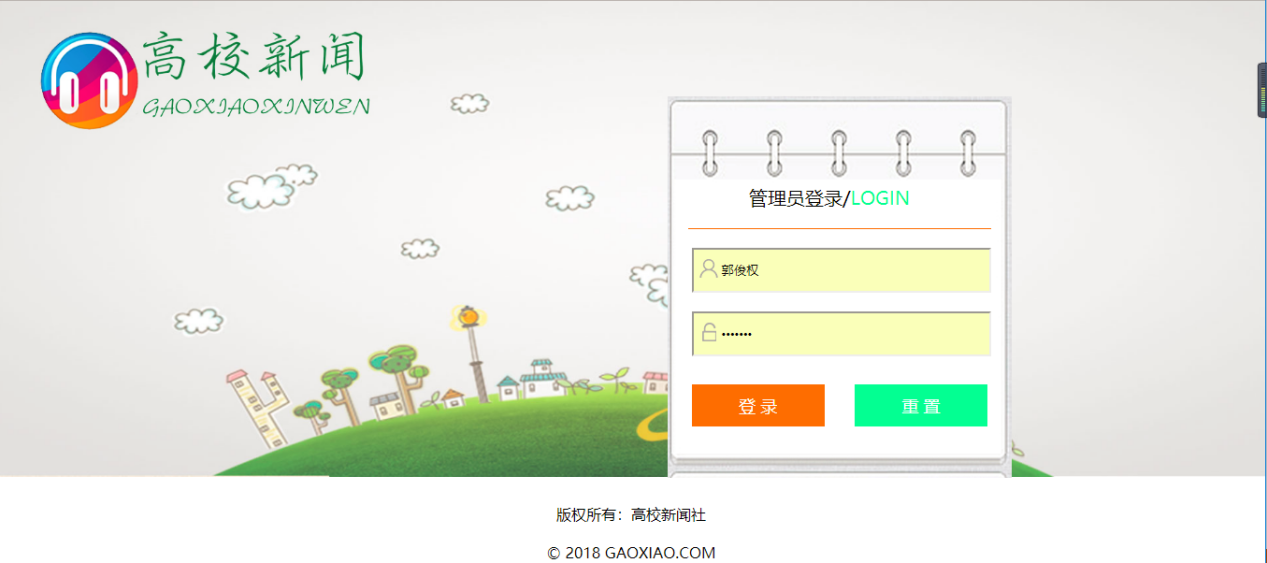 高校新闻
GAOXIAOXINWEN
管理员登录/LOGIN
郭俊权
•••••••
登 录
重 置
版权所有：高校新闻社
© 2018 GAOXIAO.COM